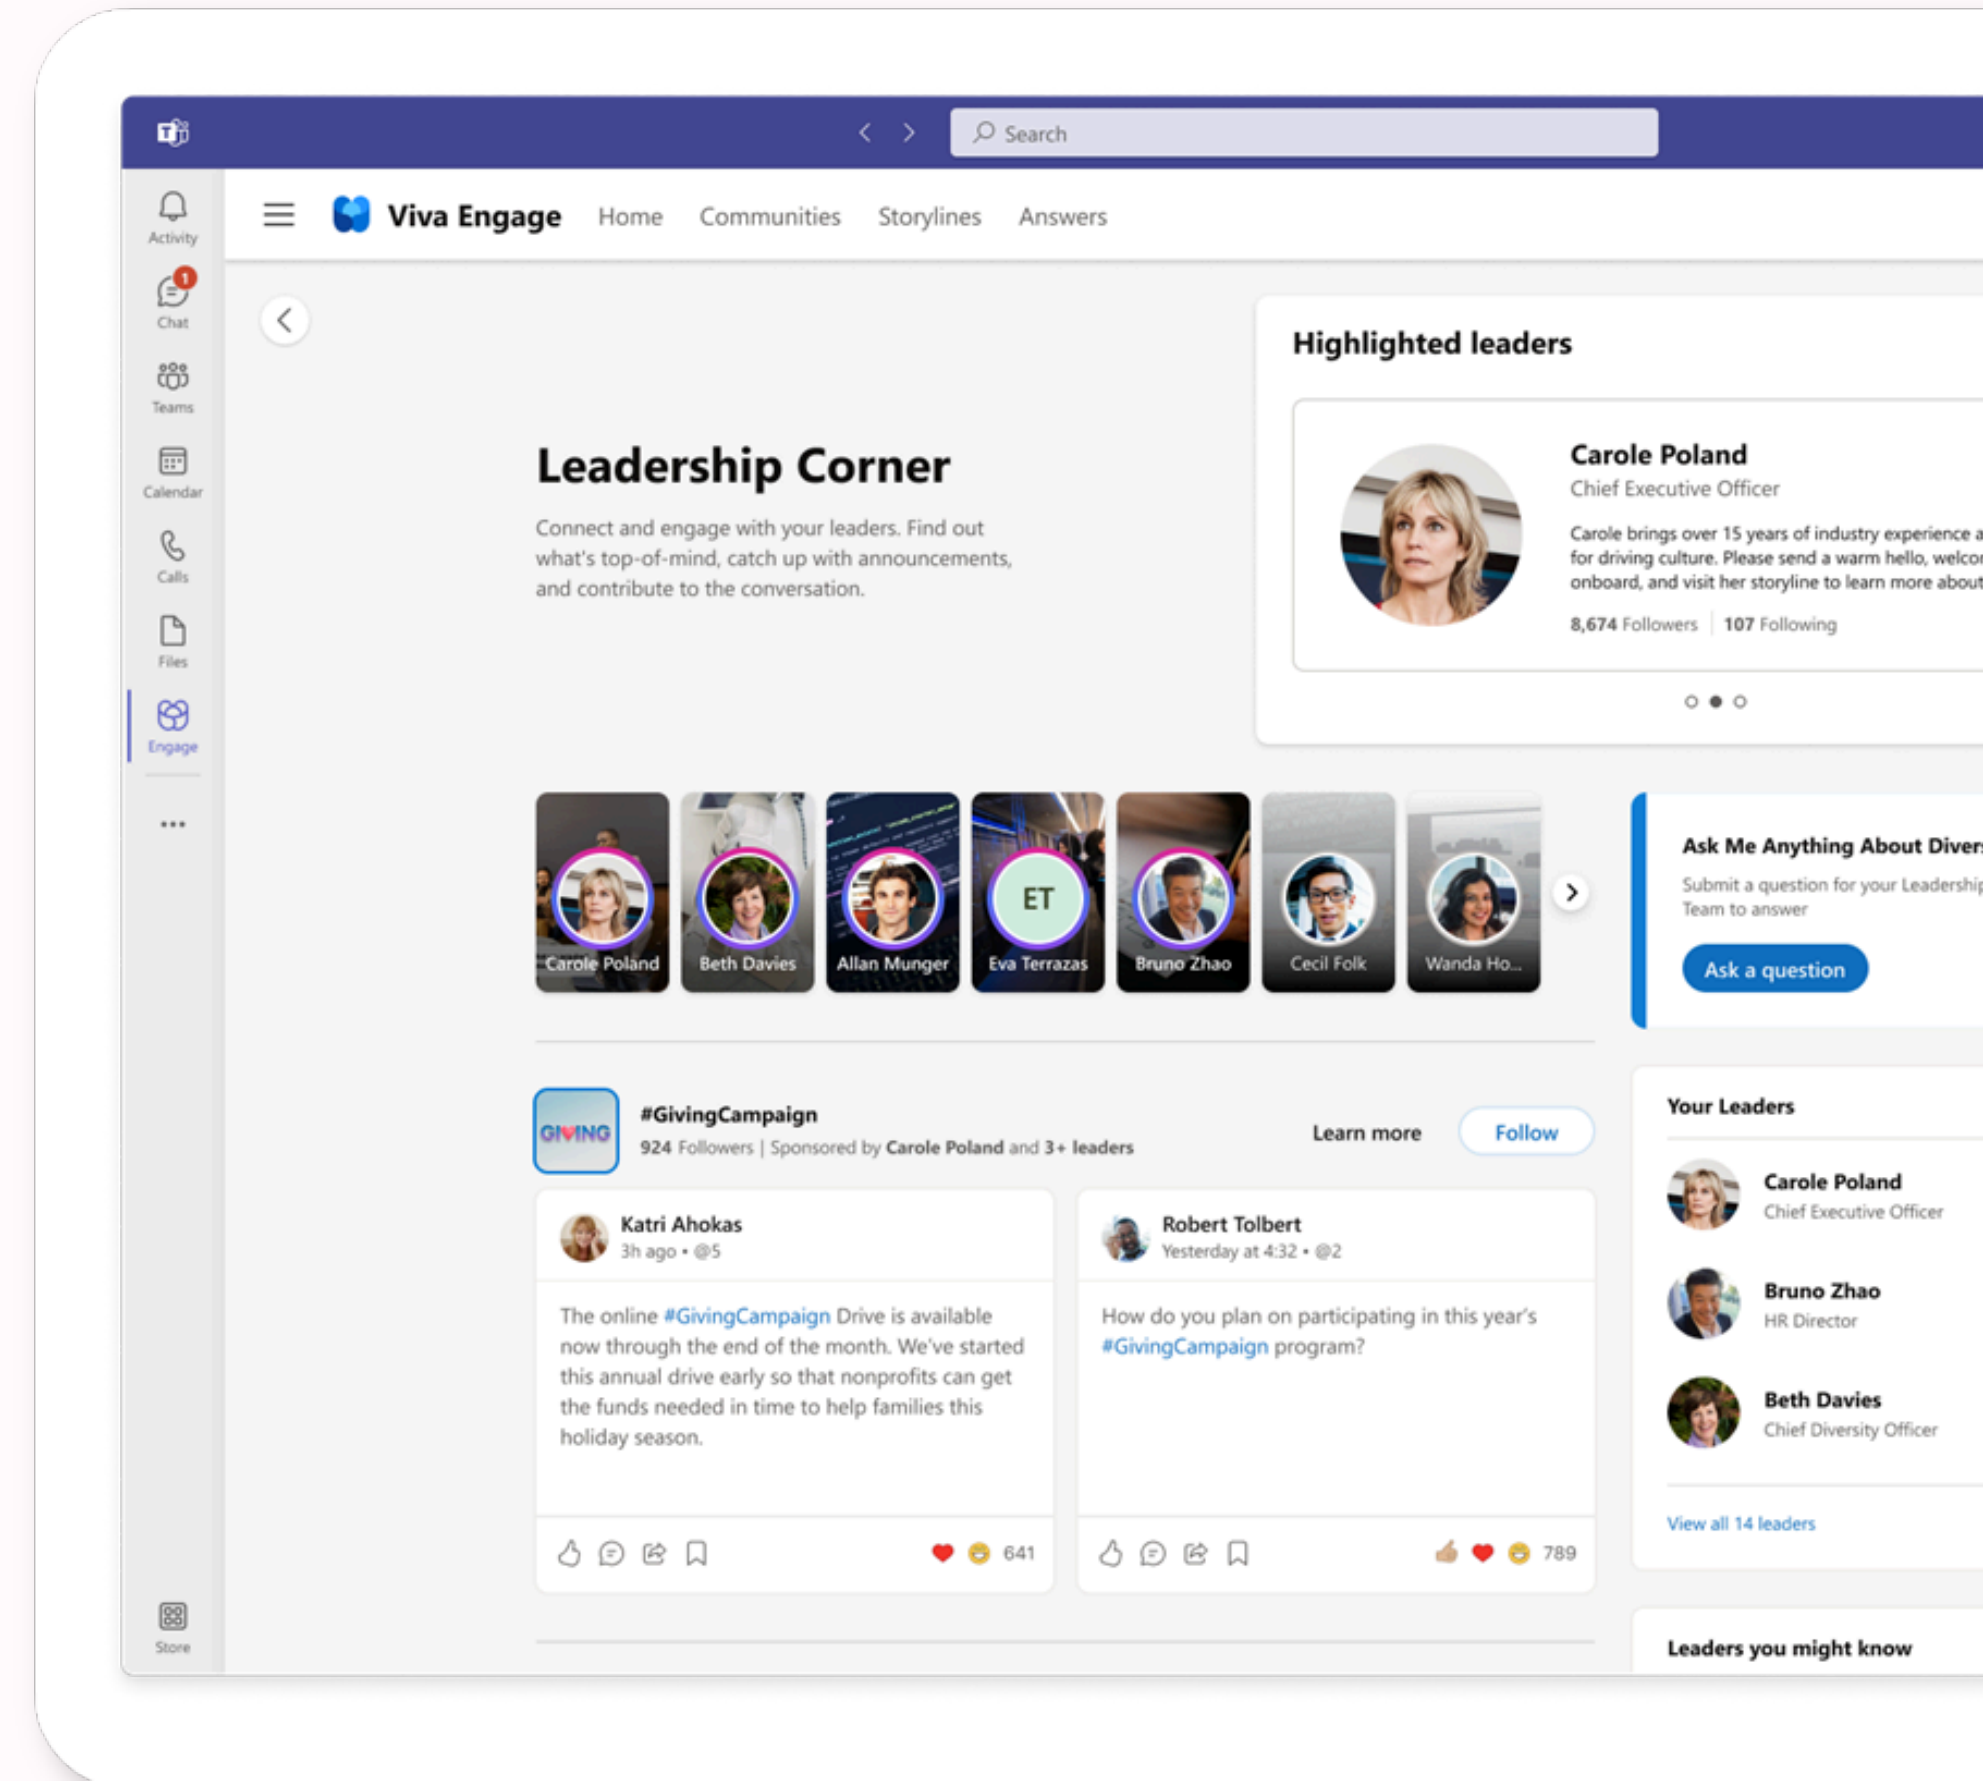 Search
Activity
1
Chat
Teams
Calendar
Calls
Files
Engage
Store
Viva Engage Home Communities Storylines Answers
Leadership Corner
Connect and engage with your leaders. Find out
what's top-of-mind, catch up with announcements,
and contribute to the conversation.
Highlighted leaders
Carole Poland
Chief Executive Officer
Carole brings over 15 years of industry experience
for driving culture. Please send a warm hello,
onboard, and visit her storyline to learn more about
8,674 Followers 107 Following
Carole Poland
Beth Davies
Allan Munger
ET
Eva Terrazas
Bruno Zhao
Cecil Folk
Wanda Ho...
Ask Me Anything About
Submit a question for your
Team to answer
Ask a question
GIVING
#GivingCampaign
924 Followers | Sponsored by Carole Poland and 3+ leaders
Learn more
Follow
Katri Ahokas
3h ago • @5
The online #GivingCampaign Drive is available
now through the end of the month. We've started
this annual drive early so that nonprofits can get
the funds needed in time to help families this
holiday season.
641
Robert Tolbert
Yesterday at 4:32 • @2
How do you plan on participating in this year's
#GivingCampaign program?
789
Your Leaders
Carole Poland
Chief Executive Officer
Bruno Zhao
HR Director
Beth Davies
Chief Diversity Officer
View all 14 leaders
Leaders you might know